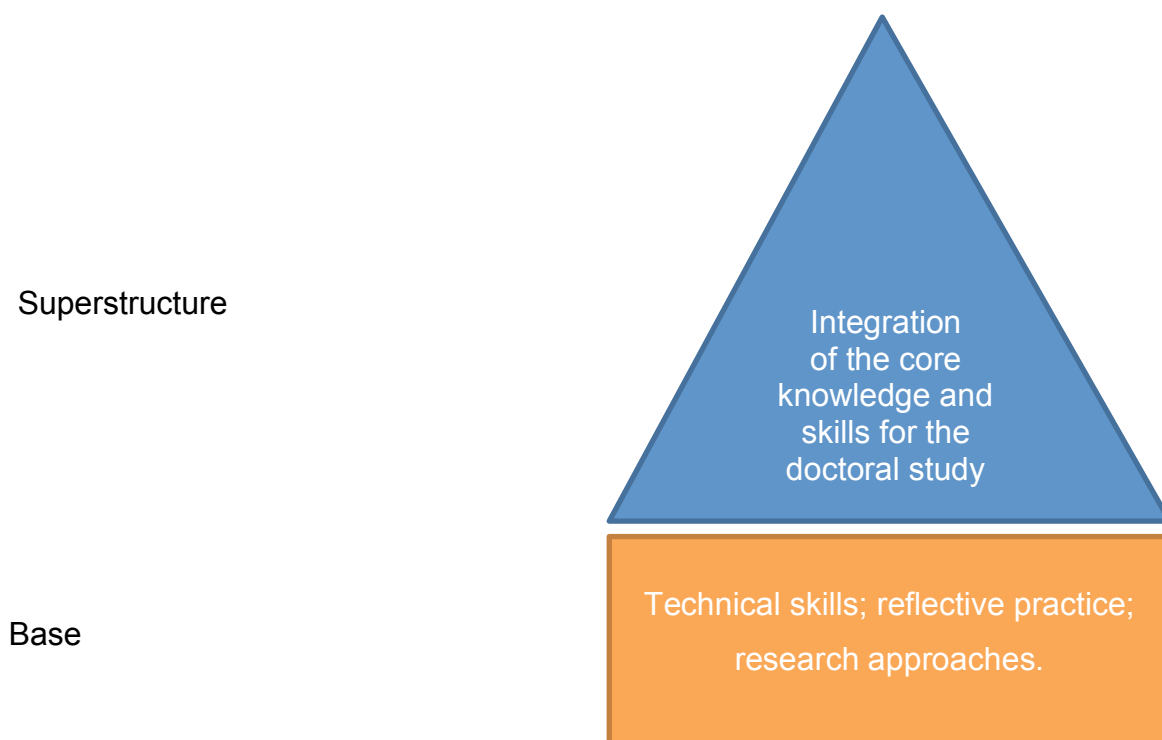 Superstructure
Integration
of the core
knowledge and
skills for the
doctoral study
Base
Technical skills; reflective practice;
research approaches.